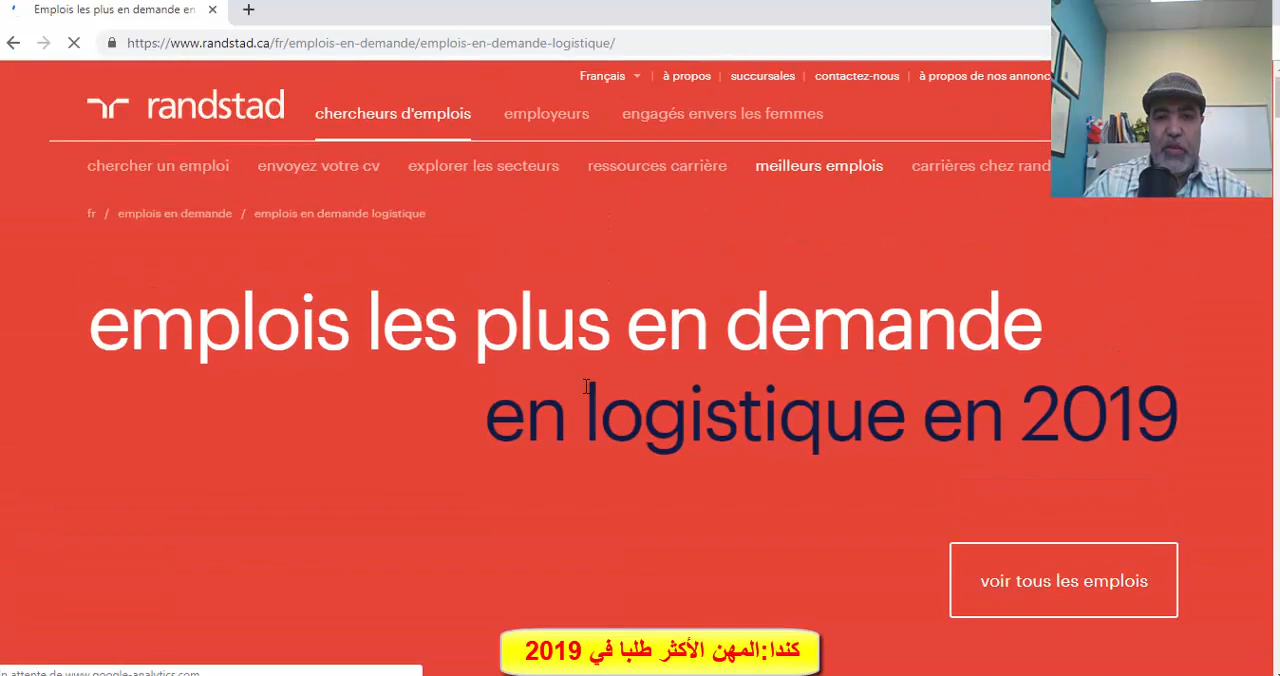 Emplois les plus en demande en
https://www.randstad.ca/fr/emplois-en-demande/emplois-en-demande-logistique/
Français | à propos | succursales | contactez-nous | à propos de nos annonc
randstad
chercheurs d'emplois employeurs engagés envers les femmes
chercher un emploi envoyez votre cv explorer les secteurs ressources carrière meilleurs emplois carrières chez rand
fr / emplois en demande / emplois en demande logistique
emplois les plus en demande
en logistique en 2019
voir tous les emplois
كندا:المهن الأكثر طلبا في 2019
n attente de www.google-analytics.com